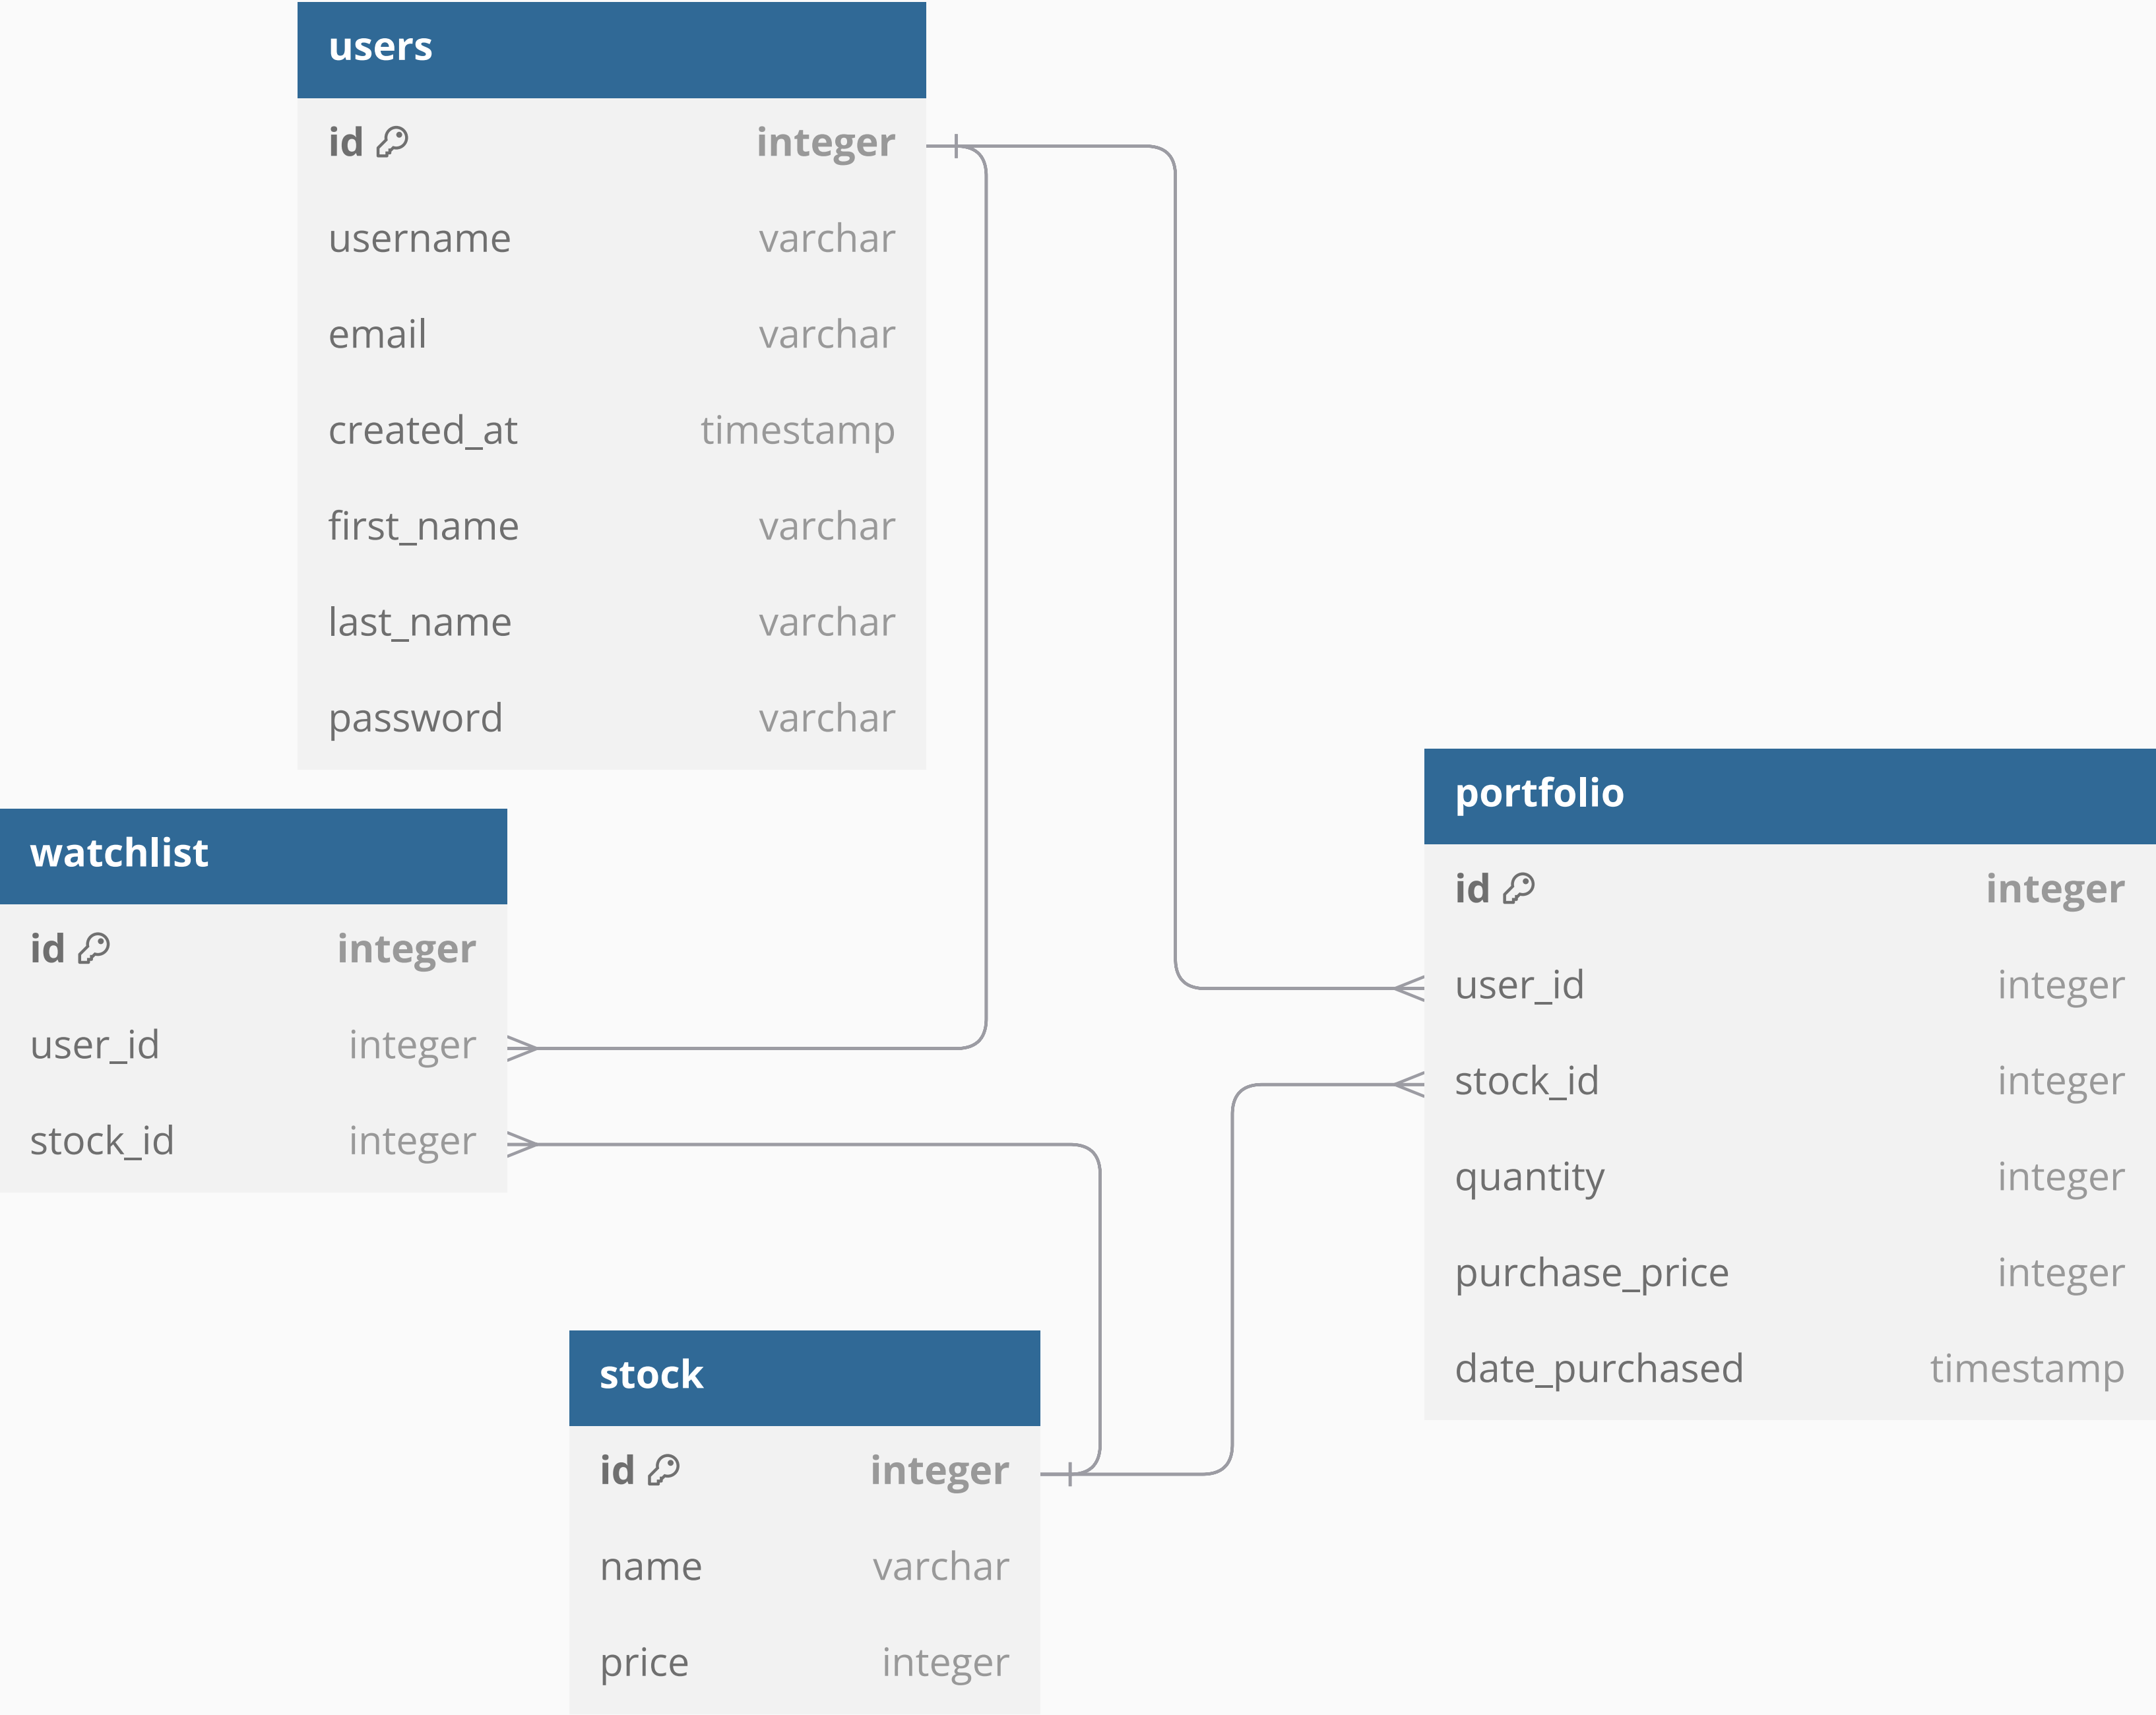 users
id integer
username varchar
email varchar
created_at timestamp
first_name varchar
last_name varchar
password varchar
watchlist
id integer
user_id integer
stock_id integer
portfolio
id integer
user_id integer
stock_id integer
quantity integer
purchase_price integer
date_purchased timestamp
stock
id integer
name varchar
price integer